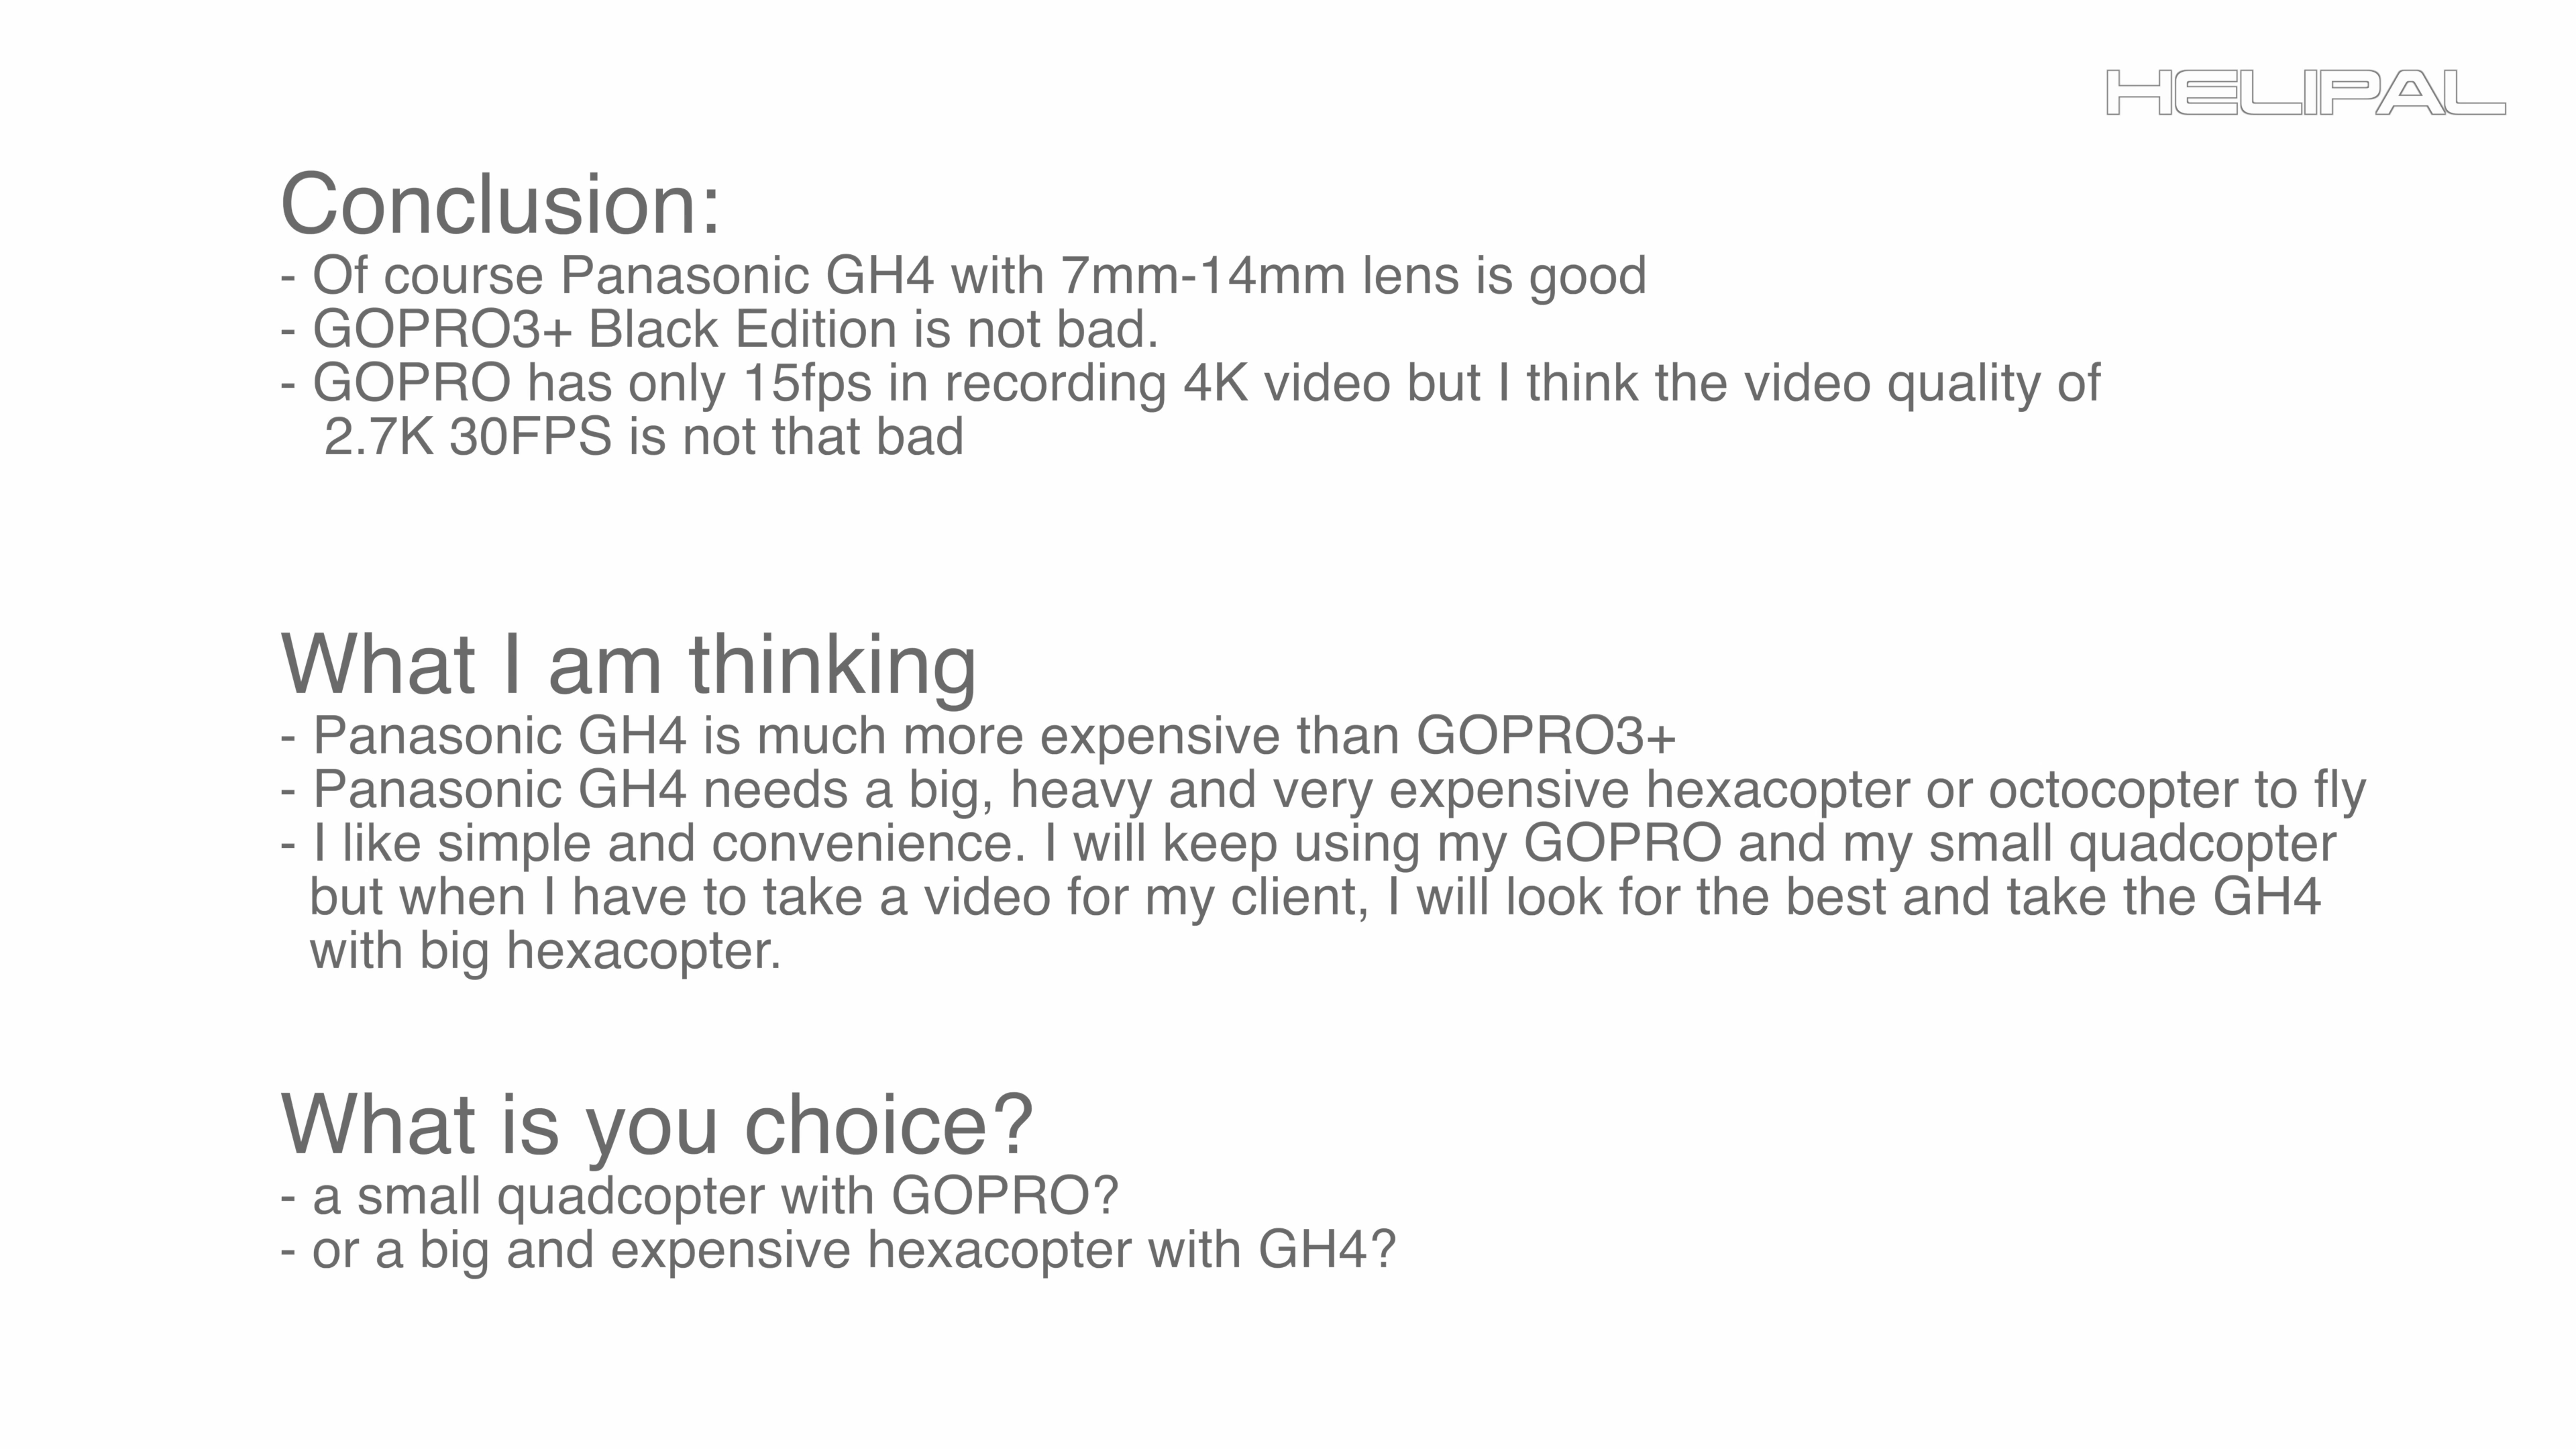 HELIPAL
Conclusion:
- Of course Panasonic GH4 with 7mm-14mm lens is good
- GOPRO3+ Black Edition is not bad.
- GOPRO has only 15fps in recording 4K video but I think the video quality of
2.7K 30FPS is not that bad
What I am thinking
- Panasonic GH4 is much more expensive than GOPRO3+
- Panasonic GH4 needs a big, heavy and very expensive hexacopter or octocopter to fly
- I like simple and convenience. I will keep using my GOPRO and my small quadcopter
but when I have to take a video for my client, I will look for the best and take the GH4
with big hexacopter.
What is you choice?
- a small quadcopter with GOPRO?
- or a big and expensive hexacopter with GH4?